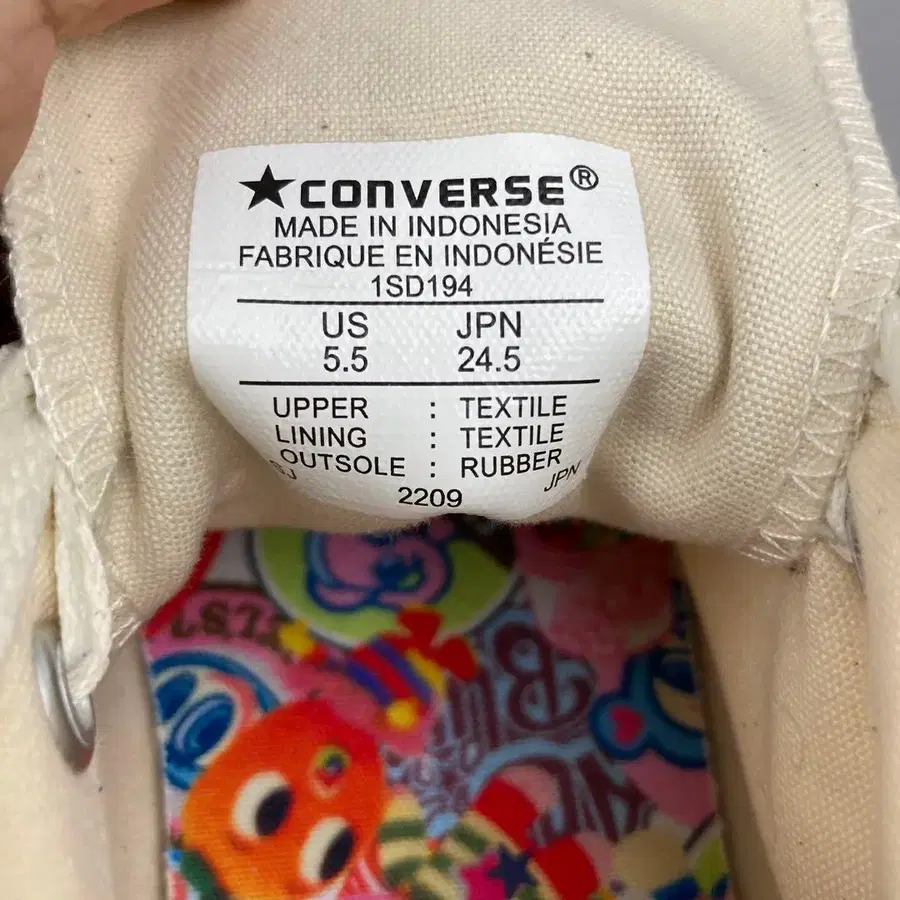 ★CONVERSE®
MADE IN INDONESIA
FABRIQUE EN INDONÉSIE
1SD194
US JPN
5.5 24.5
UPPER : TEXTILE
LINING : TEXTILE
OUTSOLE : RUBBER
SJ 2209 JPN